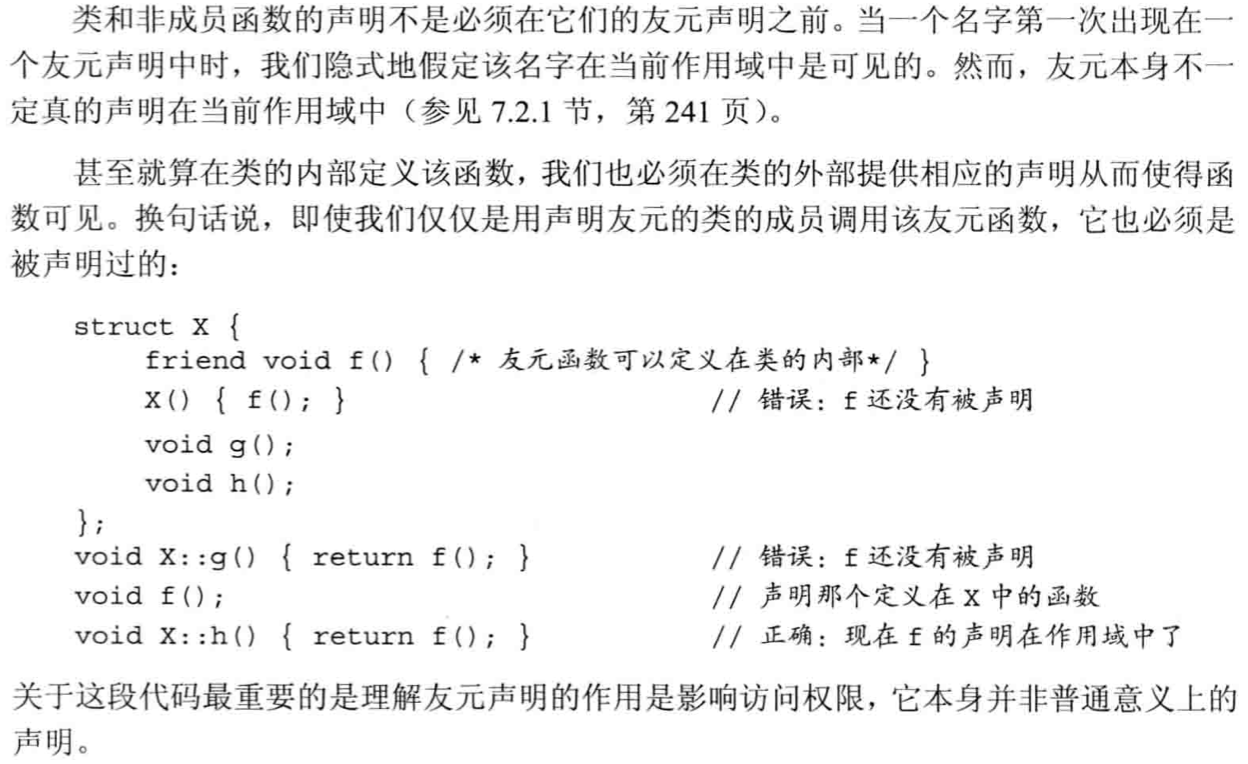 类和非成员函数的声明不是必须在它们的友元声明之前。当一个名字第一次出现在一
个友元声明中时，我们隐式地假定该名字在当前作用域中是可见的。然而，友元本身不一
定真的声明在当前作用域中（参见 7.2.1 节，第 241 页）。
甚至就算在类的内部定义该函数，我们也必须在类的外部提供相应的声明从而使得函
数可见。换句话说，即使我们仅仅是用声明友元的类的成员调用该友元函数，它也必须是
被声明过的：
struct X {
    friend void f() { /* 友元函数可以定义在类的内部*/ }
    X() { f(); }                    // 错误：f 还没有被声明
    void g();
    void h();
};
void X::g() { return f(); }         // 错误：f 还没有被声明
void f();                           // 声明那个定义在 X 中的函数
void X::h() { return f(); }         // 正确：现在 f 的声明在作用域中了
关于这段代码最重要的是理解友元声明的作用是影响访问权限，它本身并非普通意义上的
声明。